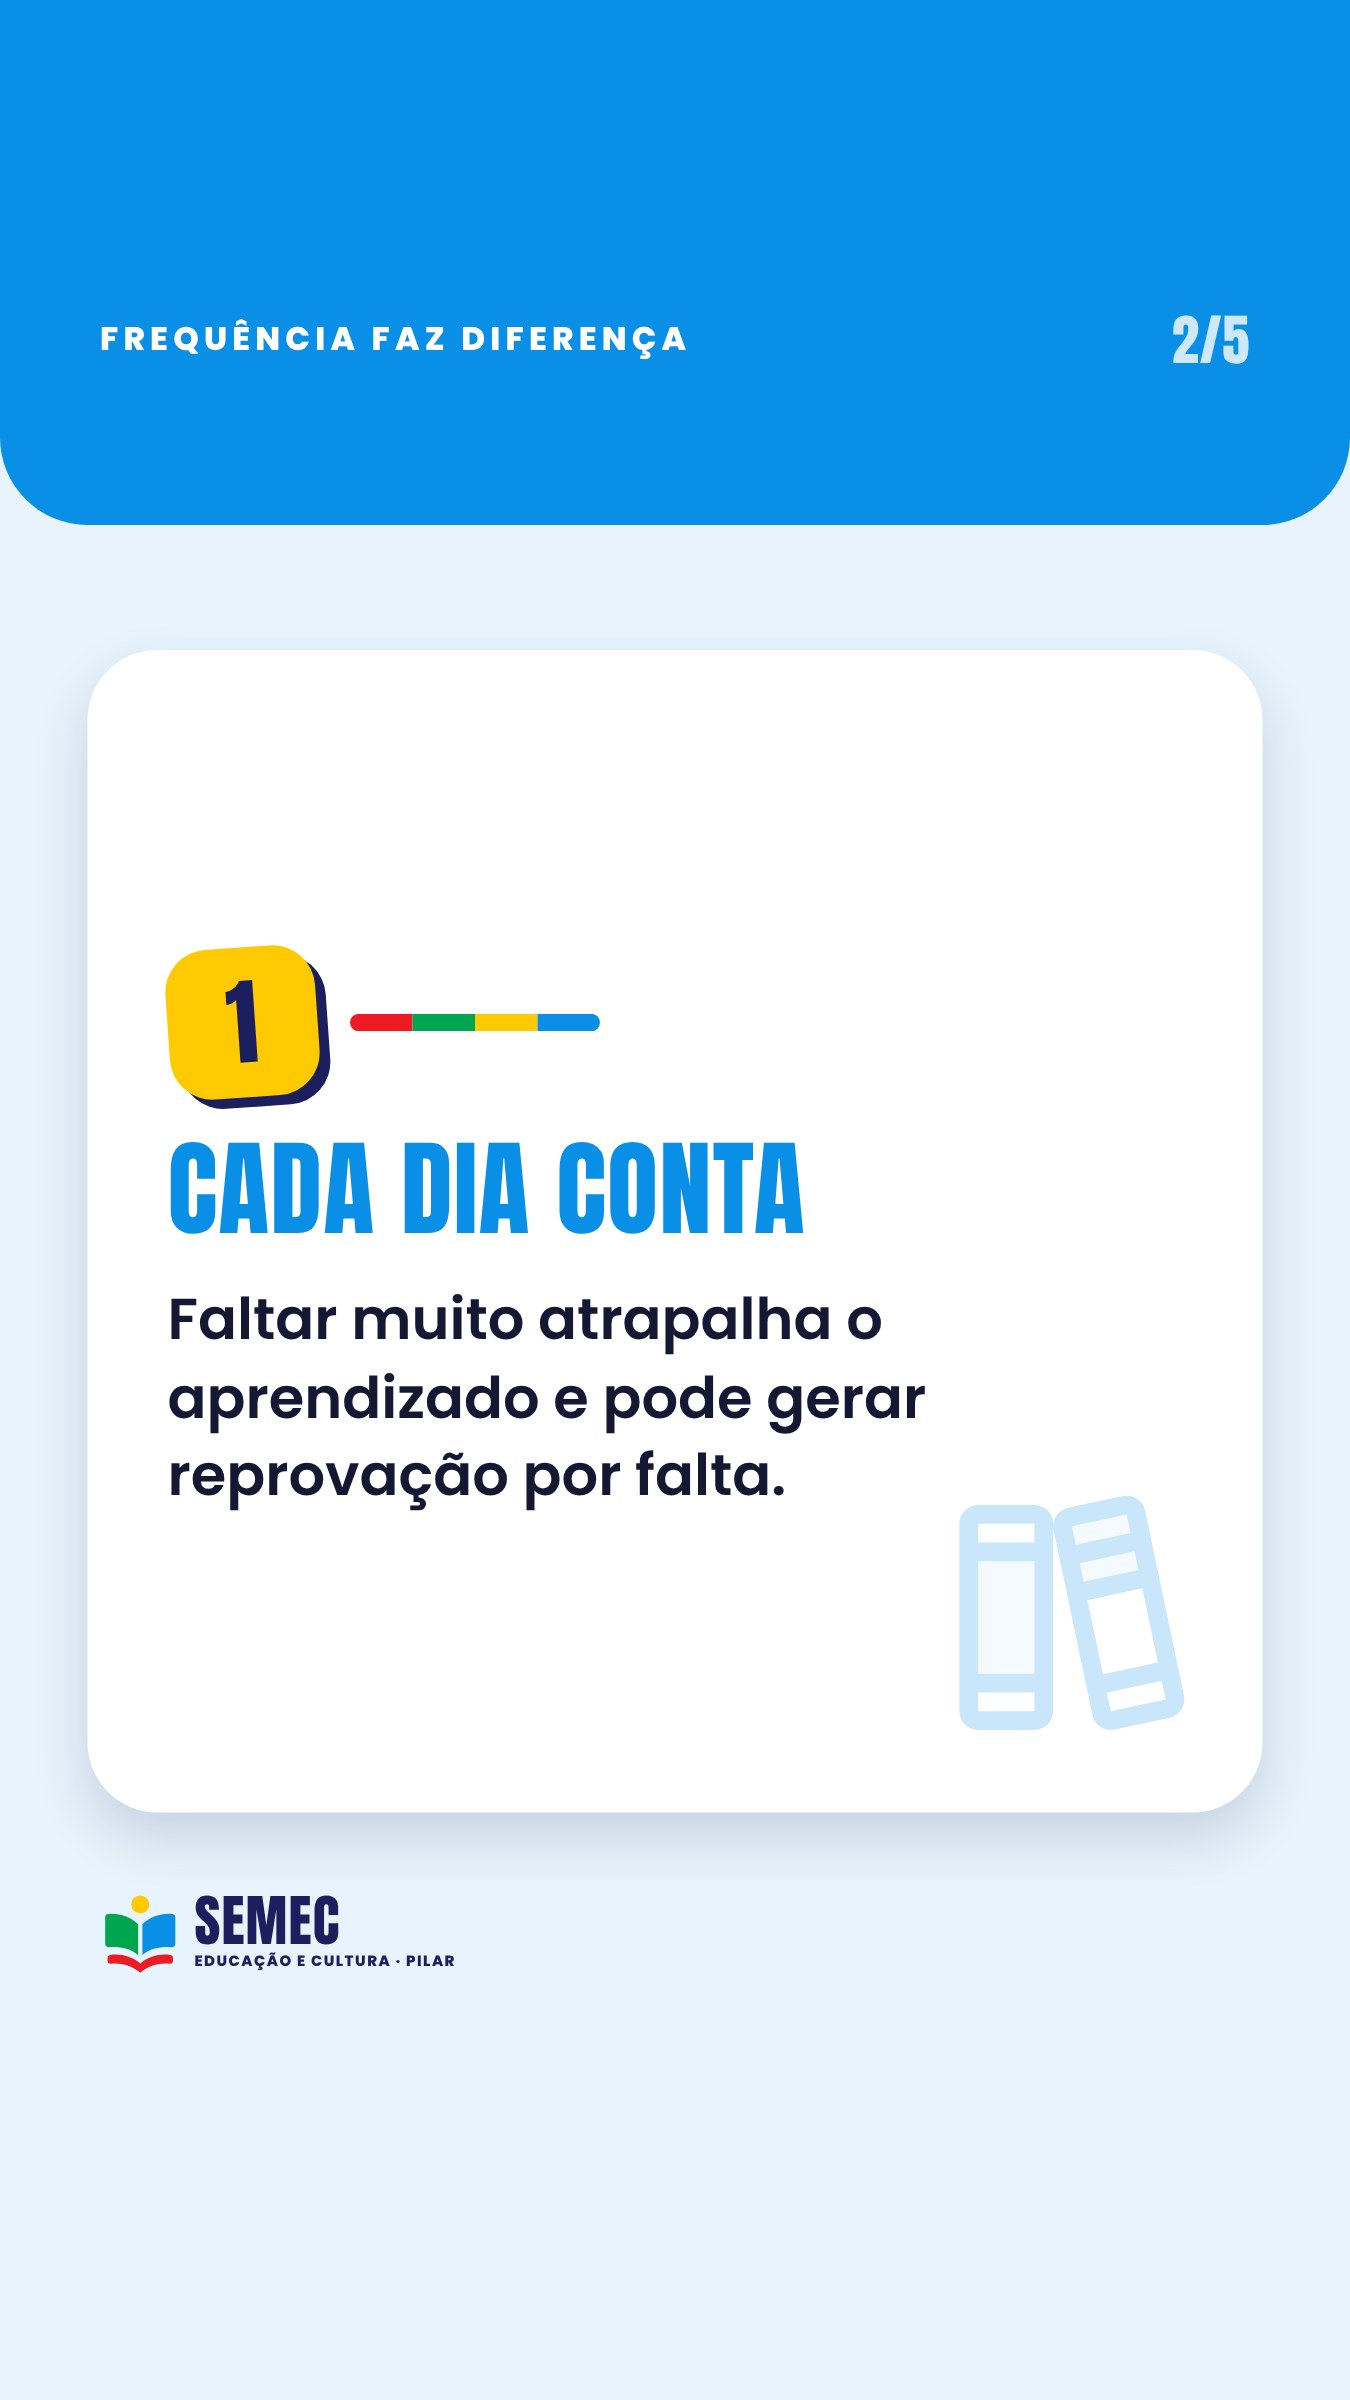 FREQUÊNCIA FAZ DIFERENÇA
2/5
1
CADA DIA CONTA
Faltar muito atrapalha o
aprendizado e pode gerar
reprovação por falta.
SEMEC
EDUCAÇÃO E CULTURA · PILAR